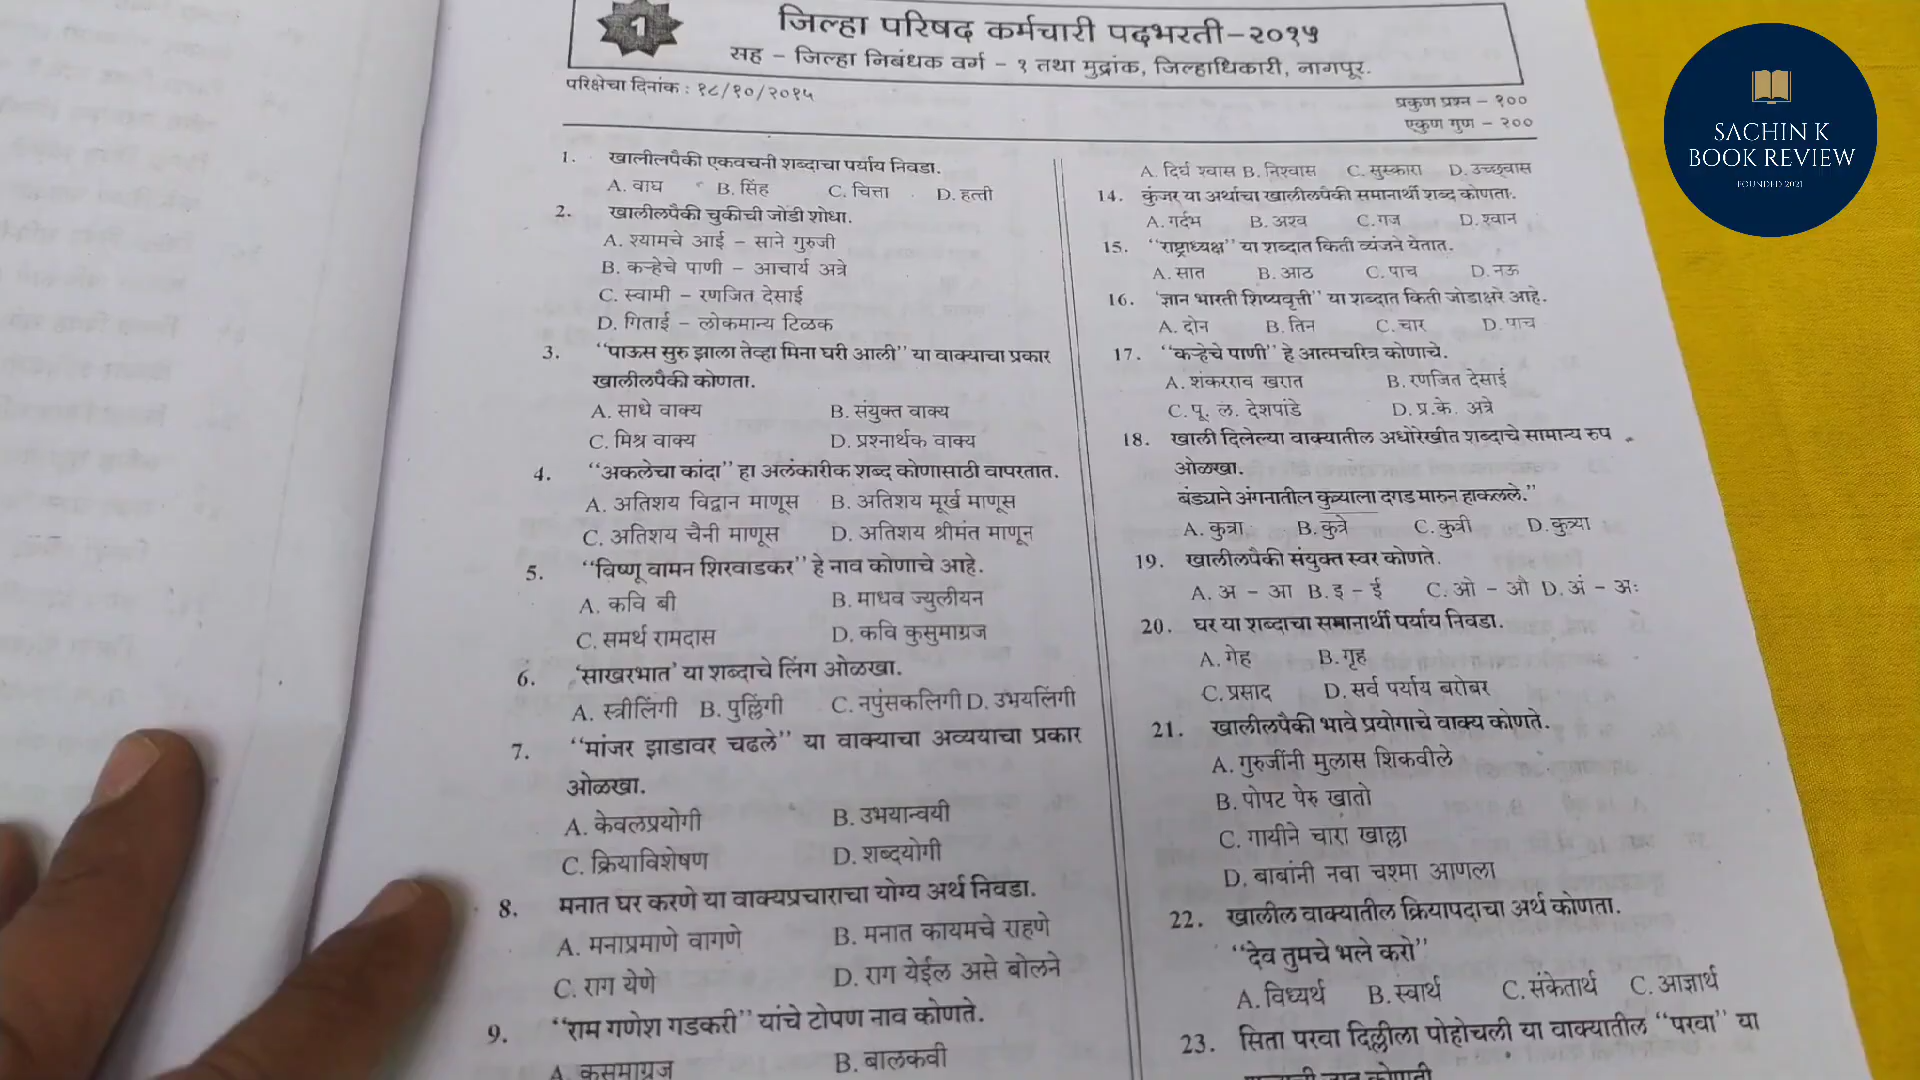 1
जिल्हा परिषद कर्मचारी पदभरती-२०१५
सह - जिल्हा निबंधक वर्ग - १ तथा मुद्रांक, जिल्हाधिकारी, नागपूर.
परिक्षेचा दिनांक : १८/१०/२०१५
प्रकुण प्रश्न - १००
एकुण गुण - २००
1. खालीलपैकी एकवचनी शब्दाचा पर्याय निवडा.
A. वाघ B. सिंह C. चित्ता D. हत्ती
2. खालीलपैकी चुकीची जोडी शोधा.
A. श्यामचे आई - साने गुरुजी
B. कऱ्हेचे पाणी - आचार्य अत्रे
C. स्वामी - रणजित देसाई
D. गिताई - लोकमान्य टिळक
3. "पाऊस सुरु झाला तेव्हा मिना घरी आली" या वाक्याचा प्रकार
खालीलपैकी कोणता.
A. साधे वाक्य B. संयुक्त वाक्य
C. मिश्र वाक्य D. प्रश्नार्थक वाक्य
4. "अकलेचा कांदा" हा अलंकारीक शब्द कोणासाठी वापरतात.
A. अतिशय विद्वान माणूस B. अतिशय मूर्ख माणूस
C. अतिशय चैनी माणूस D. अतिशय श्रीमंत माणून
5. "विष्णू वामन शिरवाडकर" हे नाव कोणाचे आहे.
A. कवि बी B. माधव ज्युलीयन
C. समर्थ रामदास D. कवि कुसुमाग्रज
6. 'साखरभात' या शब्दाचे लिंग ओळखा.
A. स्त्रीलिंगी B. पुल्लिंगी C. नपुंसकलिगी D. उभयलिंगी
7. "मांजर झाडावर चढले" या वाक्याचा अव्ययाचा प्रकार
ओळखा.
A. केवलप्रयोगी B. उभयान्वयी
C. क्रियाविशेषण D. शब्दयोगी
8. मनात घर करणे या वाक्यप्रचाराचा योग्य अर्थ निवडा.
A. मनाप्रमाणे वागणे B. मनात कायमचे राहणे
C. राग येणे D. राग येईल असे बोलने
9. "राम गणेश गडकरी" यांचे टोपण नाव कोणते.
A. कुसुमाग्रज B. बालकवी
A. दिर्घ श्वास B. निश्वास C. सुस्कारा D. उच्छ्वास
14. कुंजर या अर्थाचा खालीलपैकी समानार्थी शब्द कोणता.
A. गर्दभ B. अश्व C. गज D. श्वान
15. "राष्ट्राध्यक्ष" या शब्दात किती व्यंजने येतात.
A. सात B. आठ C. पाच D. नऊ
16. 'ज्ञान भारती शिष्यवृत्ती" या शब्दात किती जोडाक्षरे आहे.
A. दोन B. तिन C. चार D. पाच
17. "कऱ्हेचे पाणी" हे आत्मचरित्र कोणाचे.
A. शंकरराव खरात B. रणजित देसाई
C. पू. ल. देशपांडे D. प्र.के. अत्रे
18. खाली दिलेल्या वाक्यातील अधोरेखीत शब्दाचे सामान्य रुप
ओळखा.
बंड्याने अंगनातील कुत्र्याला दगड मारुन हाकलले."
A. कुत्रा B. कुत्रे C. कुत्री D. कुत्र्या
19. खालीलपैकी संयुक्त स्वर कोणते.
A. अ - आ B. इ - ई C. ओ - औ D. अं - अः
20. घर या शब्दाचा समानार्थी पर्याय निवडा.
A. गेह B. गृह
C. प्रसाद D. सर्व पर्याय बरोबर
21. खालीलपैकी भावे प्रयोगाचे वाक्य कोणते.
A. गुरुजींनी मुलास शिकवीले
B. पोपट पेरु खातो
C. गायीने चारा खाल्ला
D. बाबांनी नवा चश्मा आणला
22. खालील वाक्यातील क्रियापदाचा अर्थ कोणता.
"देव तुमचे भले करो"
A. विध्यर्थ B. स्वार्थ C. संकेतार्थ C. आज्ञार्थ
23. सिता परवा दिल्लीला पोहोचली या वाक्यातील "परवा" या
कोणती
SACHIN K
BOOK REVIEW
FOUNDED 2021